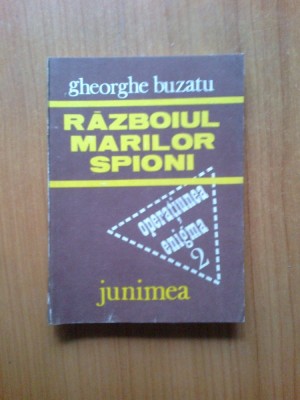 gheorghe buzatu
RĂZBOIUL
MARILOR
SPIONI
operațiunea
enigma
2
junimea